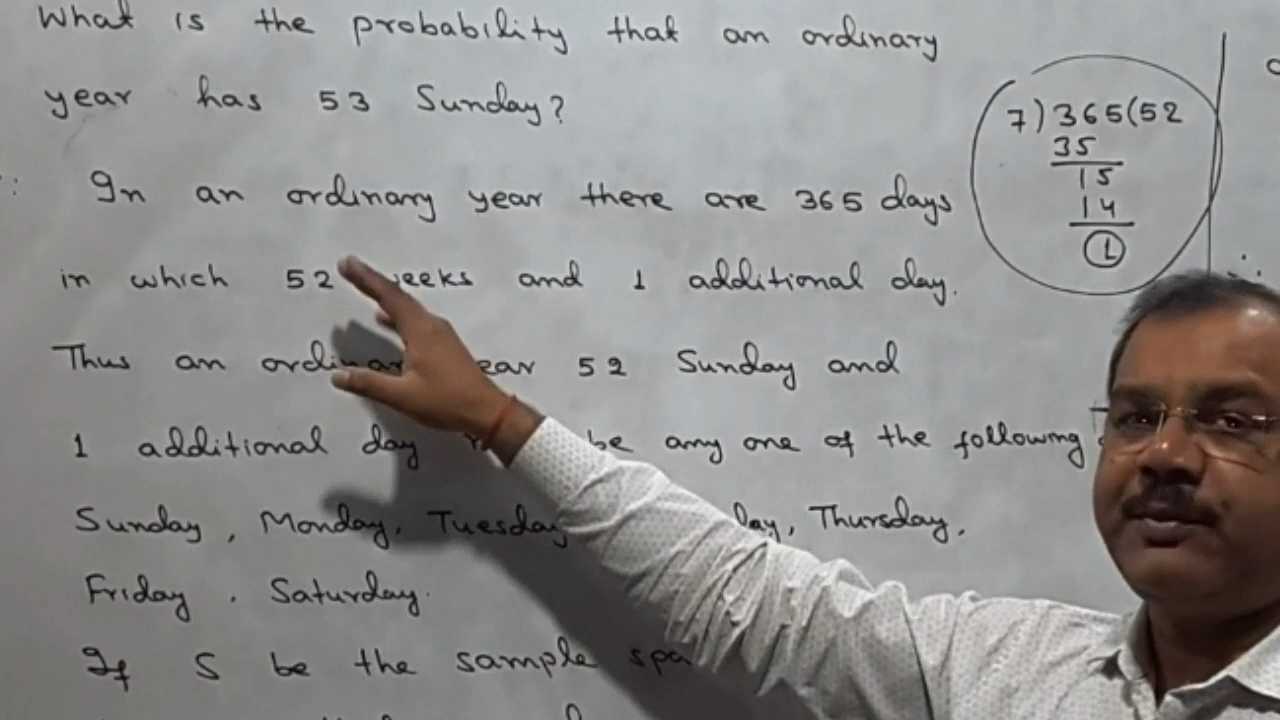 What is the probability that an ordinary
year has 53 Sunday?
In an ordinary year there are 365 days
in which 52 weeks and 1 additional day.
Thus an ordinary year 52 Sunday and
1 additional day be any one of the following
Sunday, Monday, Tuesday Thursday,
Friday, Saturday.
If S be the sample
7)365(52
35
15
14
1